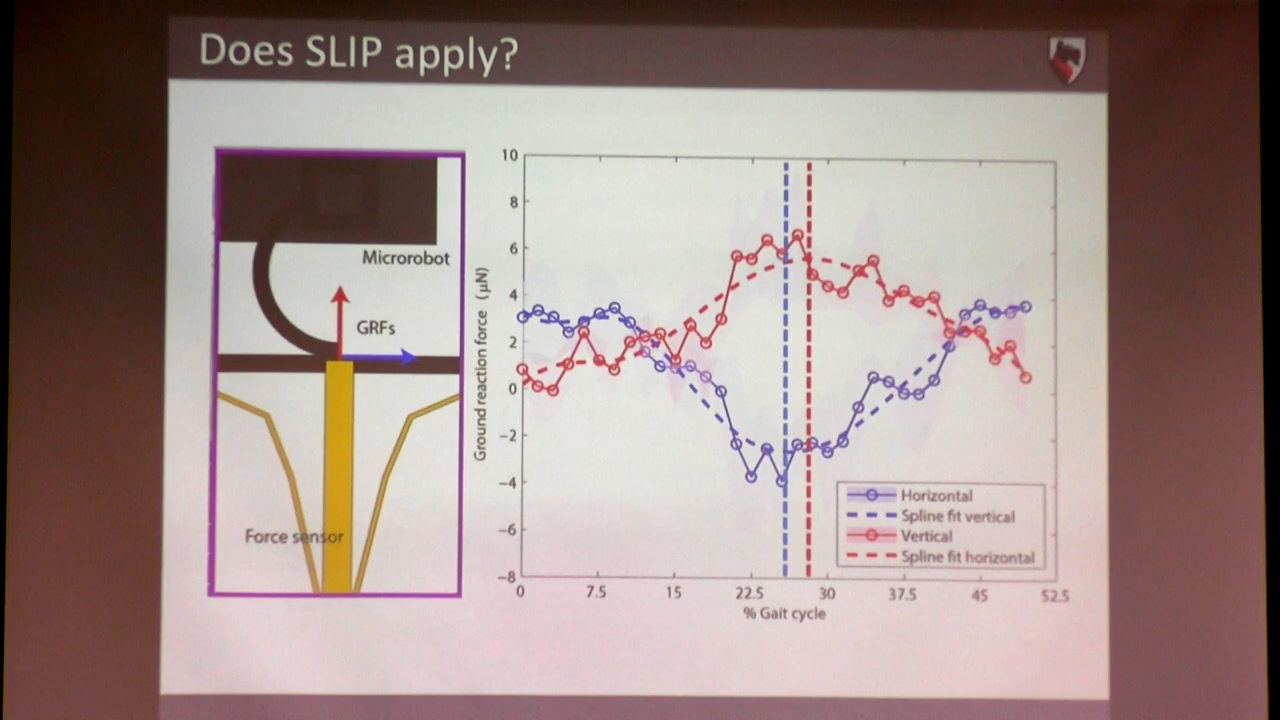 Does SLIP apply?
Microrobot
GRFs
Force sensor
Ground reaction force (μN)
10
8
6
4
2
0
−2
−4
−6
−8
0 7.5 15 22.5 30 37.5 45 52.5
% Gait cycle
Horizontal
Spline fit vertical
Vertical
Spline fit horizontal